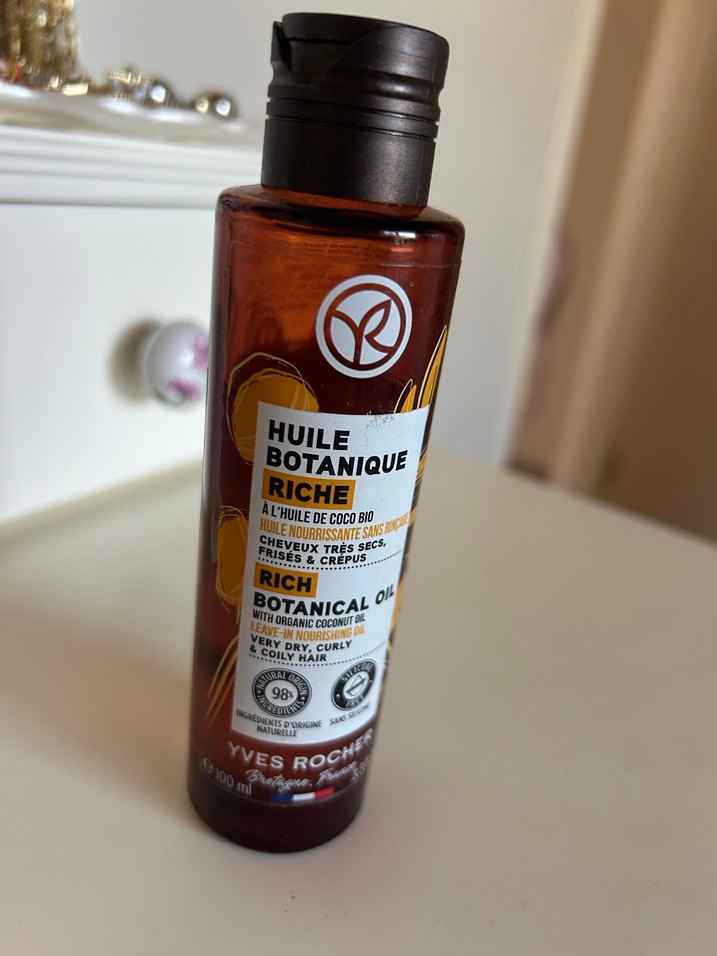 HUILE
BOTANIQUE
RICHE
À L'HUILE DE COCO BIO
HUILE NOURRISSANTE SANS RINÇAGE
CHEVEUX TRÈS SECS,
FRISÉS & CRÉPUS
RICH
BOTANICAL OIL
WITH ORGANIC COCONUT OIL
LEAVE-IN NOURISHING OIL
VERY DRY, CURLY
& COILY HAIR
NATURAL ORIGIN
98%
INGREDIENTS
INGRÉDIENTS D'ORIGINE
NATURELLE
SILICONE
FREE
SANS SILICONE
YVES ROCHER
Bretagne, France
℮ 100 ml